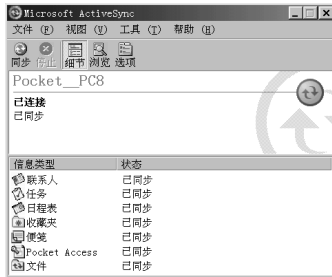 Microsoft ActiveSync
文件 (F) 视图 (V) 工具 (T) 帮助 (H)
同步 停止 细节 浏览 选项
Pocket__PC8
已连接
已同步
信息类型 状态
联系人 已同步
任务 已同步
日程表 已同步
收藏夹 已同步
便笺 已同步
Pocket Access 已同步
文件 已同步